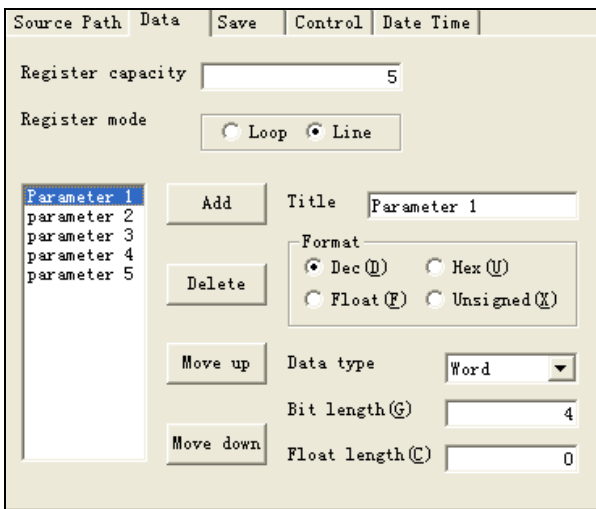 Source Path Data Save Control Date Time
Register capacity 5
Register mode Loop Line
Parameter 1
parameter 2
parameter 3
parameter 4
parameter 5
Add
Delete
Move up
Move down
Title Parameter 1
Format
Dec(D) Hex(U)
Float(F) Unsigned(X)
Data type Word
Bit length(G) 4
Float length(C) 0